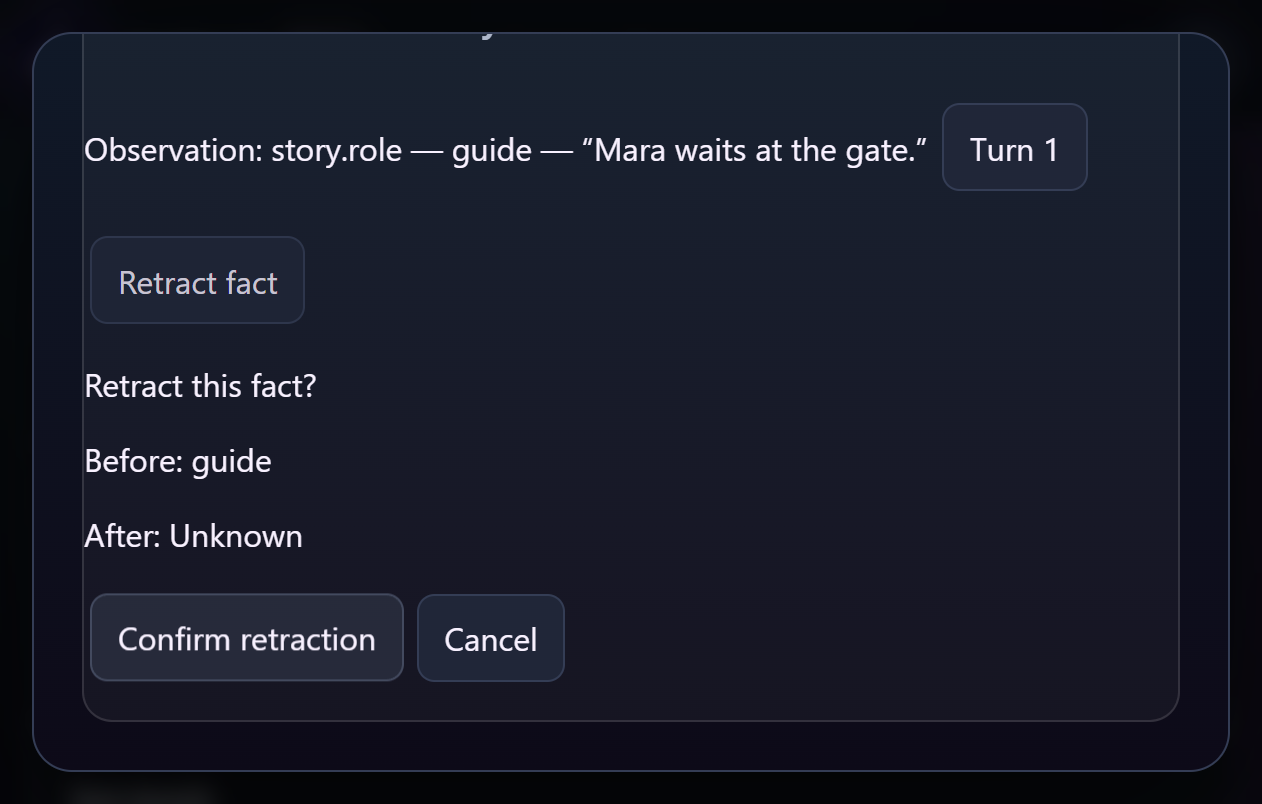 Observation: story.role — guide — “Mara waits at the gate.” Turn 1
Retract fact
Retract this fact?
Before: guide
After: Unknown
Confirm retraction Cancel